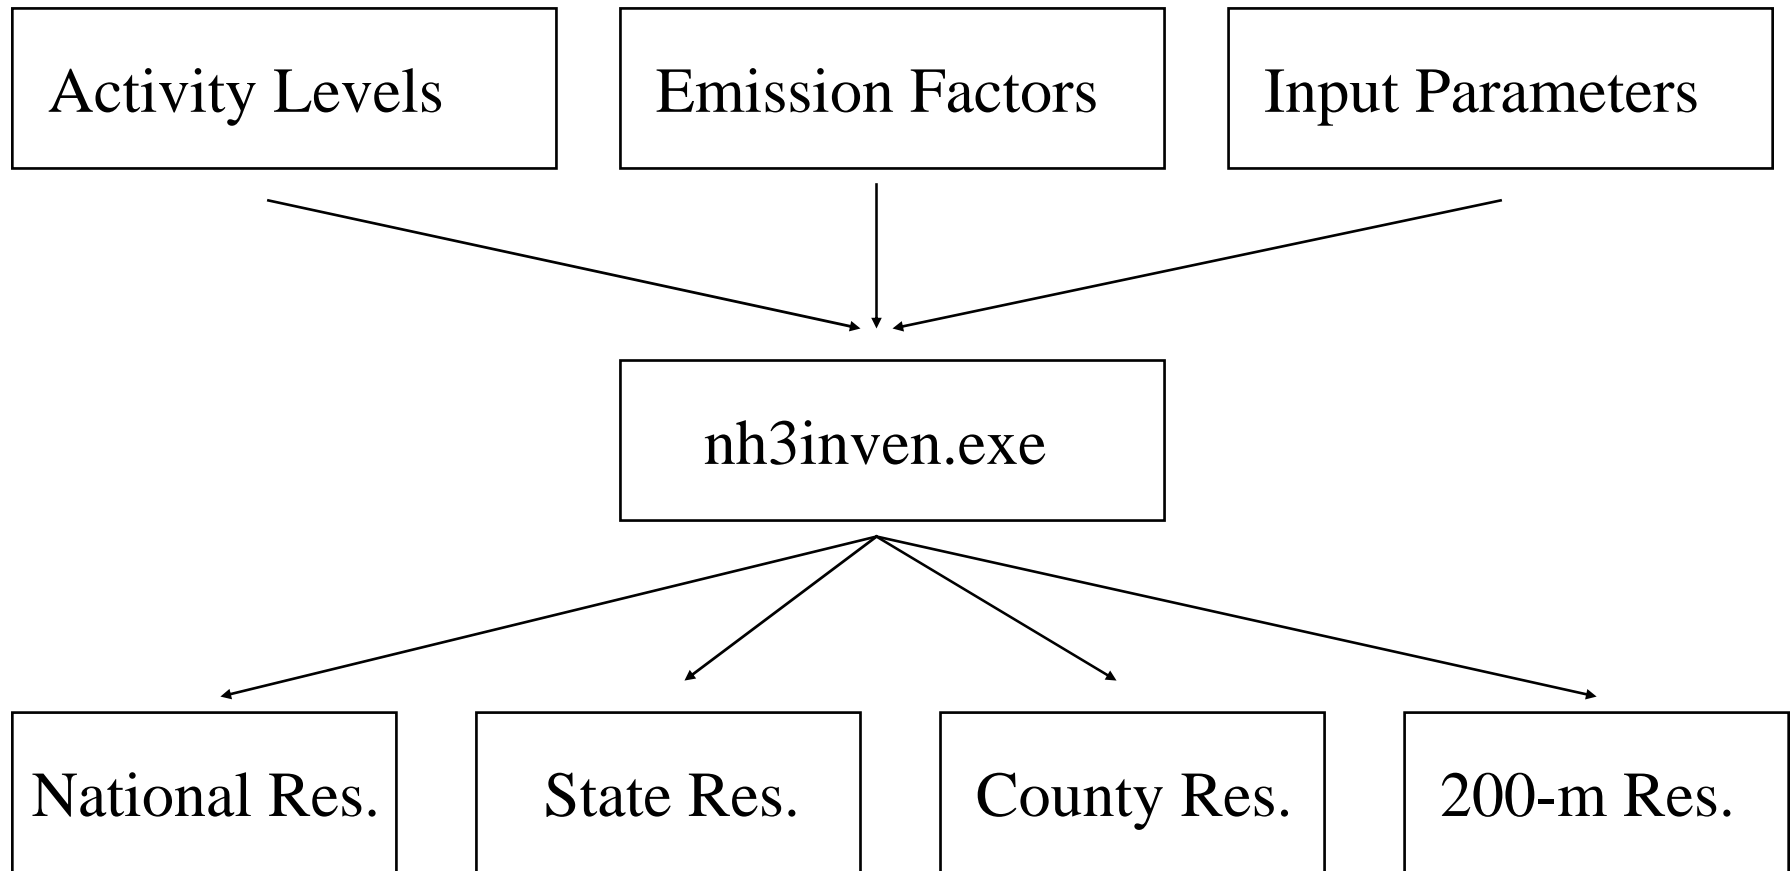 Activity Levels
Emission Factors
Input Parameters
nh3inven.exe
National Res.
State Res.
County Res.
200-m Res.